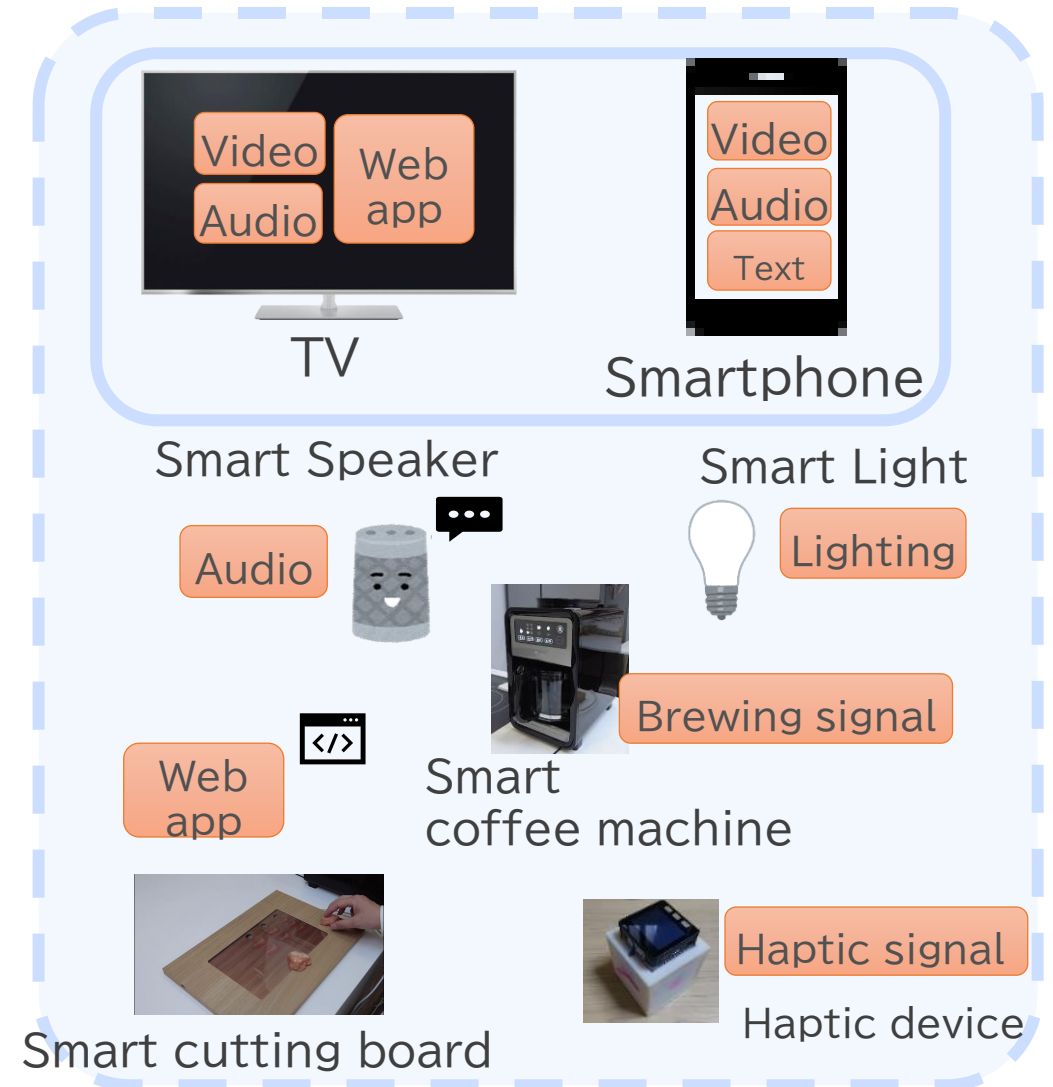 Video
Audio
Web
app
TV
Video
Audio
Text
Smartphone
Smart Speaker
Audio
Smart Light
Lighting
Brewing signal
Smart
coffee machine
</>
Web
app
Smart cutting board
Haptic signal
Haptic device